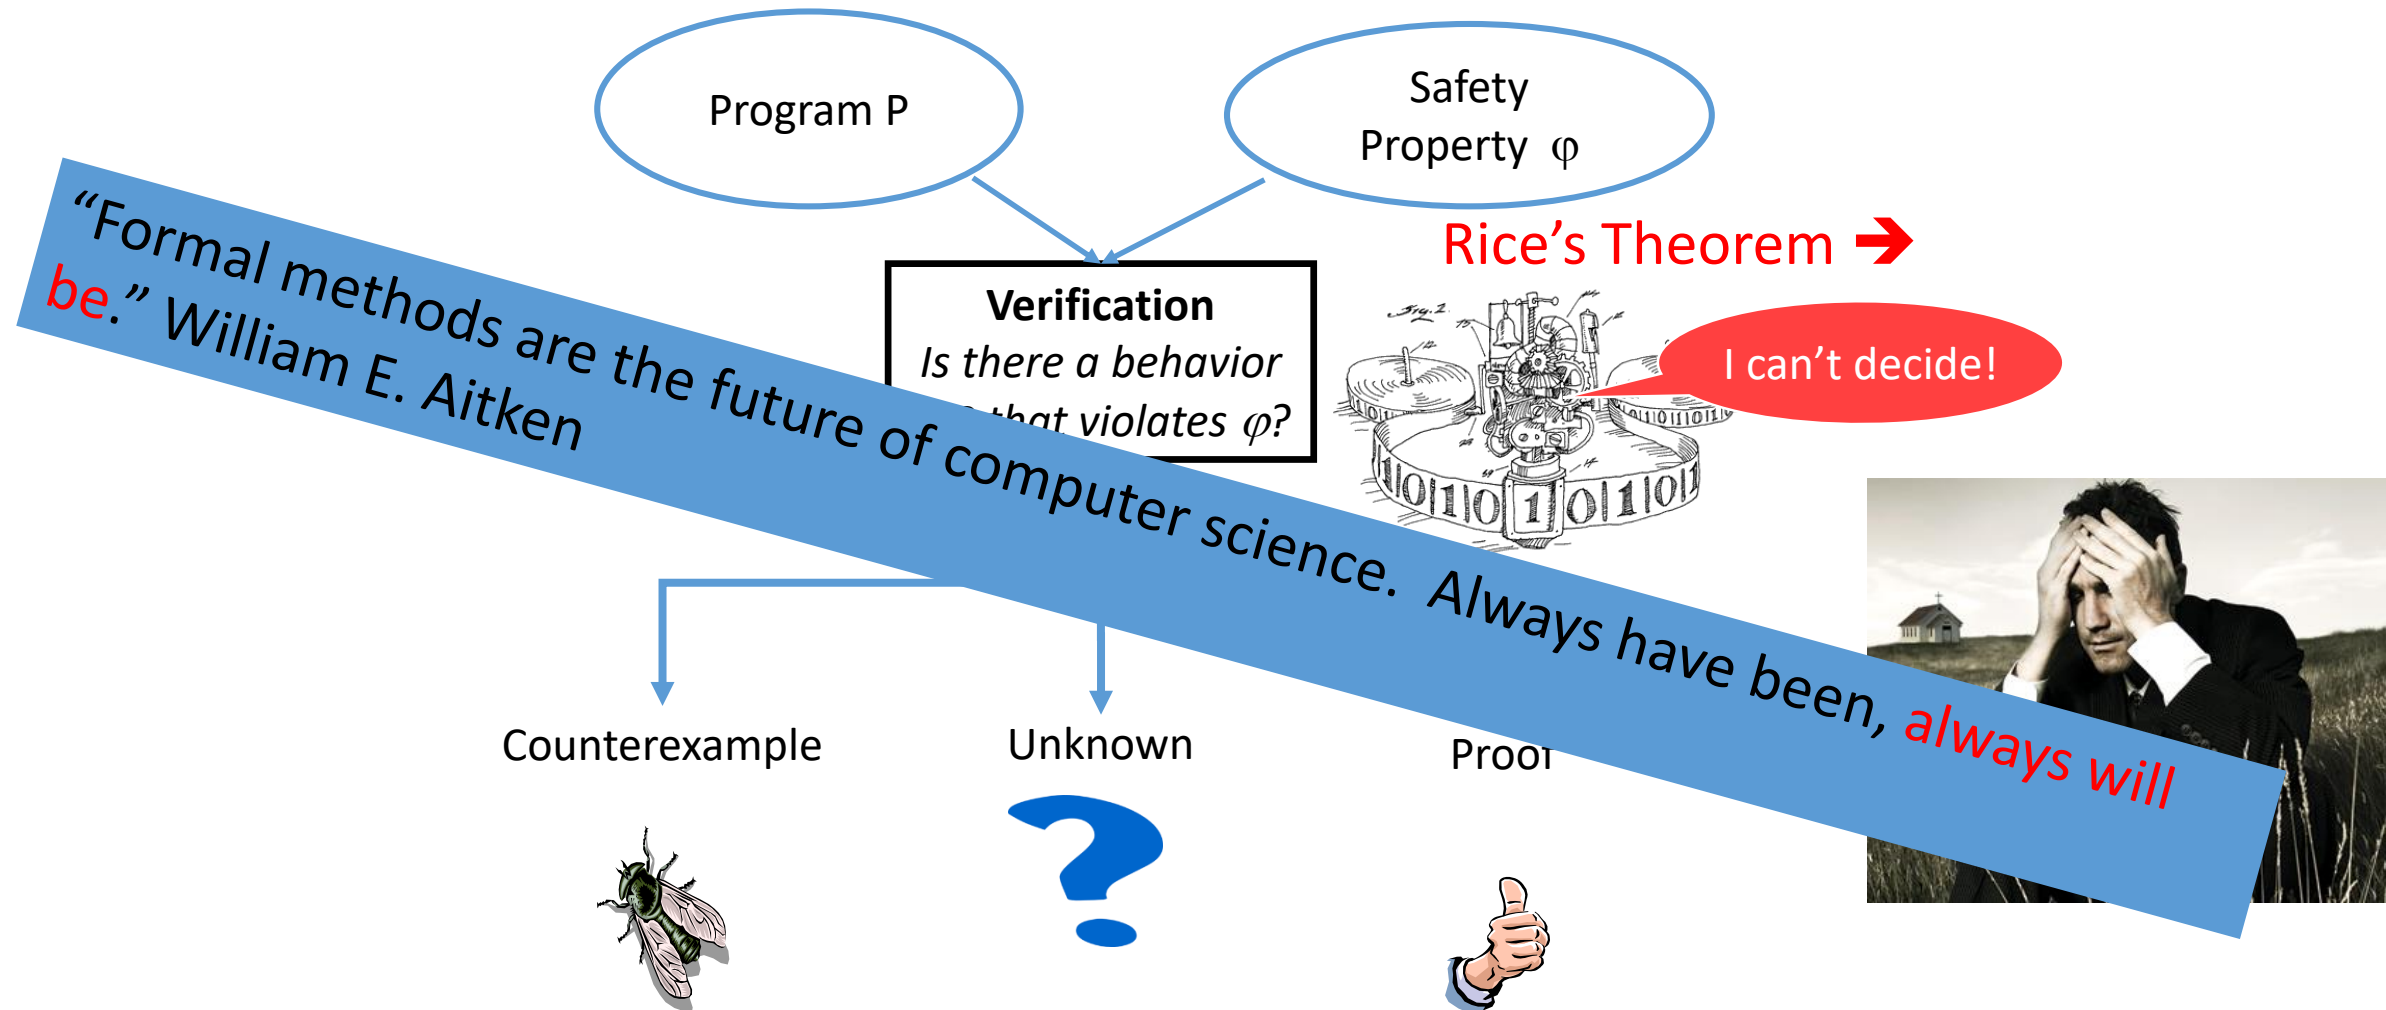 Program P
Safety
Property φ
Rice's Theorem ➔
Verification
Is there a behavior
that violates φ?
I can't decide!
“Formal methods are the future of computer science. Always have been, always will
be.” William E. Aitken
Counterexample
Unknown
Proof